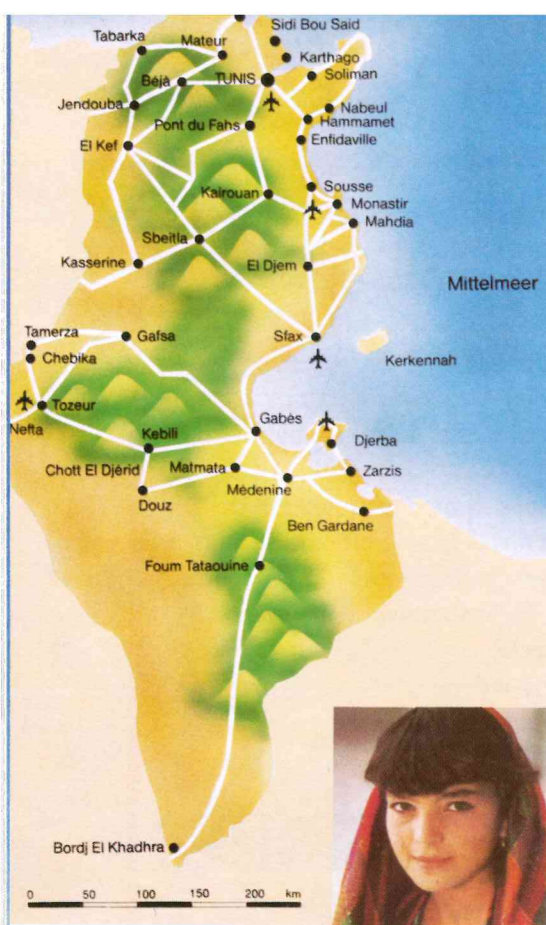 Sidi Bou Said
Tabarka
Mateur
Karthago
Soliman
Béjà
TUNIS
Jendouba
Nabeul
Hammamet
Pont du Fahs
Enfidaville
El Kef
Sousse
Kairouan
Monastir
Mahdia
Sbeitla
Kasserine
El Djem
Mittelmeer
Tamerza
Gafsa
Sfax
Chebika
Kerkennah
Tozeur
Nefta
Gabès
Kebili
Djerba
Chott El Djérid
Matmata
Zarzis
Médenine
Douz
Ben Gardane
Foum Tataouine
Bordj El Khadhra
0 50 100 150 200 km